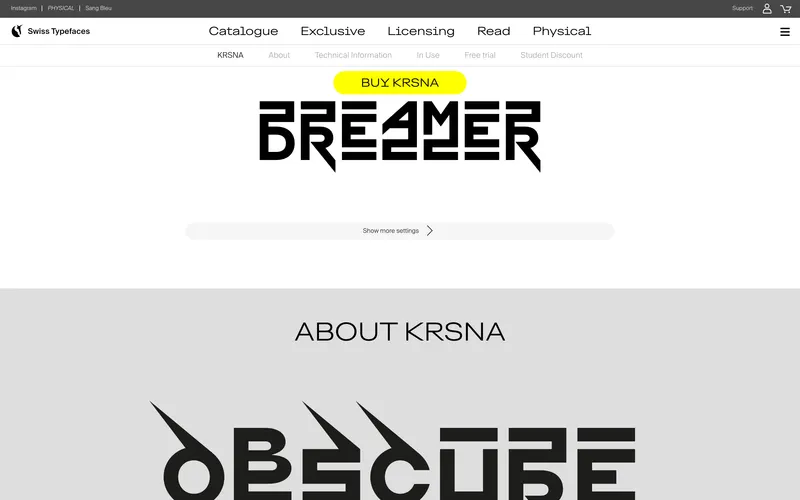 Instagram | PHYSICAL | Sang Bleu
Support
Swiss Typefaces
Catalogue Exclusive Licensing Read Physical
KRSNA About Technical Information In Use Free trial Student Discount
BUY KRSNA
DREAMER
Show more settings
ABOUT KRSNA
OBSCURE